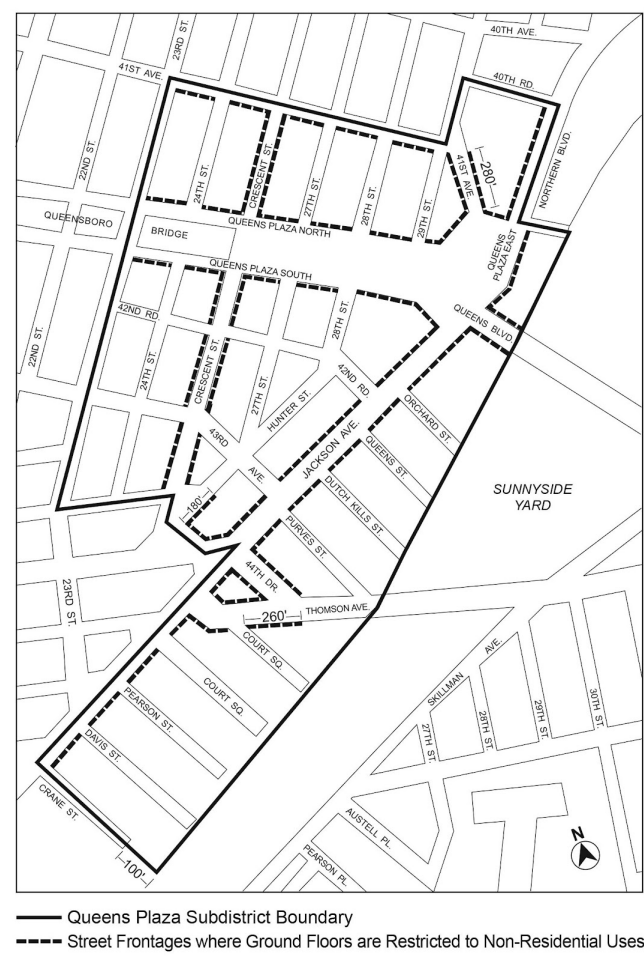 40TH AVE.
23RD ST.
41ST AVE.
40TH RD.
22ND ST.
NORTHERN BLVD.
24TH ST.
CRESCENT ST.
27TH ST.
28TH ST.
29TH ST.
41ST AVE.
280'
QUEENSBORO
BRIDGE
QUEENS PLAZA NORTH
QUEENS
PLAZA EAST
QUEENS PLAZA SOUTH
42ND RD.
28TH ST.
QUEENS BLVD.
22ND ST.
24TH ST.
CRESCENT ST.
27TH ST.
42ND RD.
HUNTER ST.
ORCHARD ST.
43RD
AVE.
JACKSON AVE.
QUEENS ST.
DUTCH KILLS ST.
SUNNYSIDE
YARD
180'
PURVES ST.
44TH DR.
23RD ST.
260'
THOMSON AVE.
COURT SQ.
COURT SQ.
SKILLMAN
AVE.
PEARSON ST.
27TH ST.
28TH ST.
29TH ST.
30TH ST.
DAVIS ST.
CRANE ST.
AUSTELL PL.
PEARSON PL.
100'
N
Queens Plaza Subdistrict Boundary
Street Frontages where Ground Floors are Restricted to Non-Residential Uses